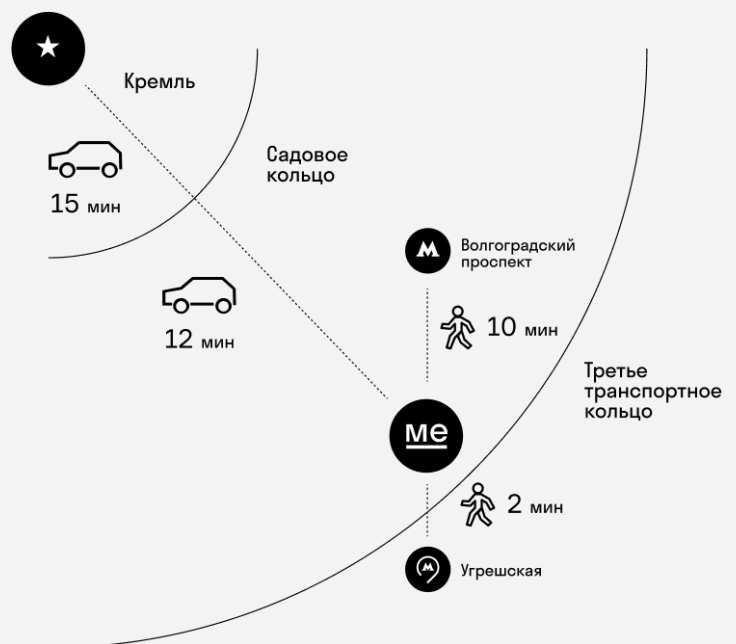 Кремль
Садовое
кольцо
15 мин
М
Волгоградский
проспект
12 мин
10 мин
Третье
транспортное
кольцо
ме
2 мин
М
Угрешская